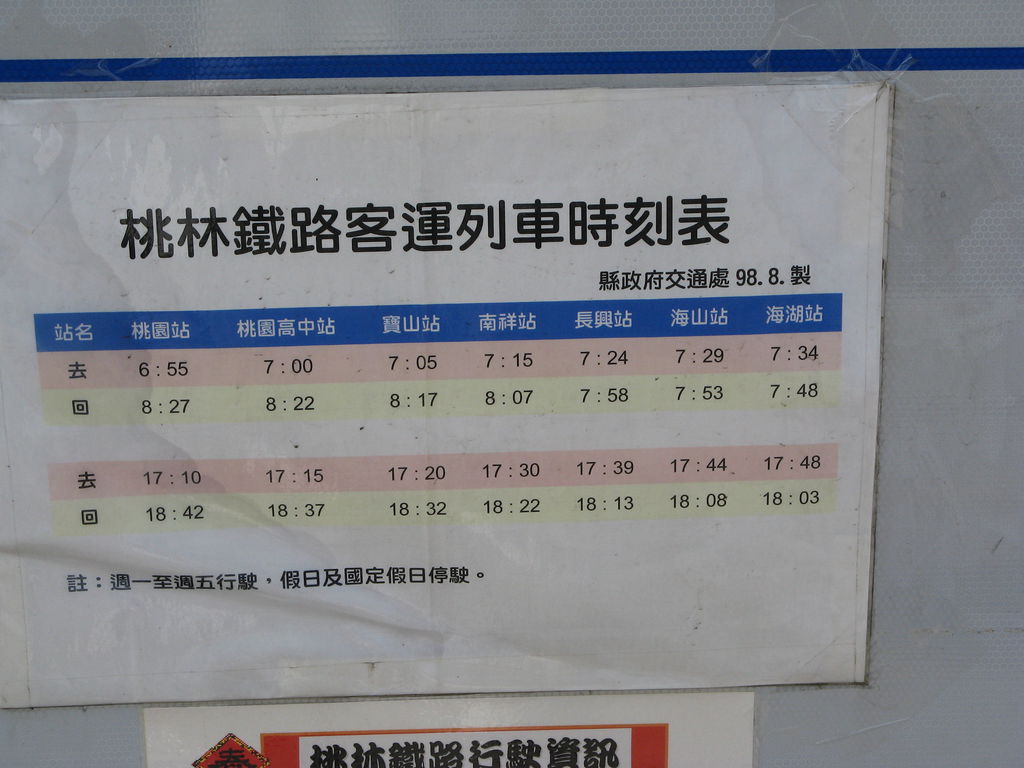 桃林鐵路客運列車時刻表
縣政府交通處 98.8.製
站名 桃園站 桃園高中站 寶山站 南祥站 長興站 海山站 海湖站
去 6:55 7:00 7:05 7:15 7:24 7:29 7:34
回 8:27 8:22 8:17 8:07 7:58 7:53 7:48
去 17:10 17:15 17:20 17:30 17:39 17:44 17:48
回 18:42 18:37 18:32 18:22 18:13 18:08 18:03
註：週一至週五行駛，假日及國定假日停駛。
春 桃林鐵路行駛資訊